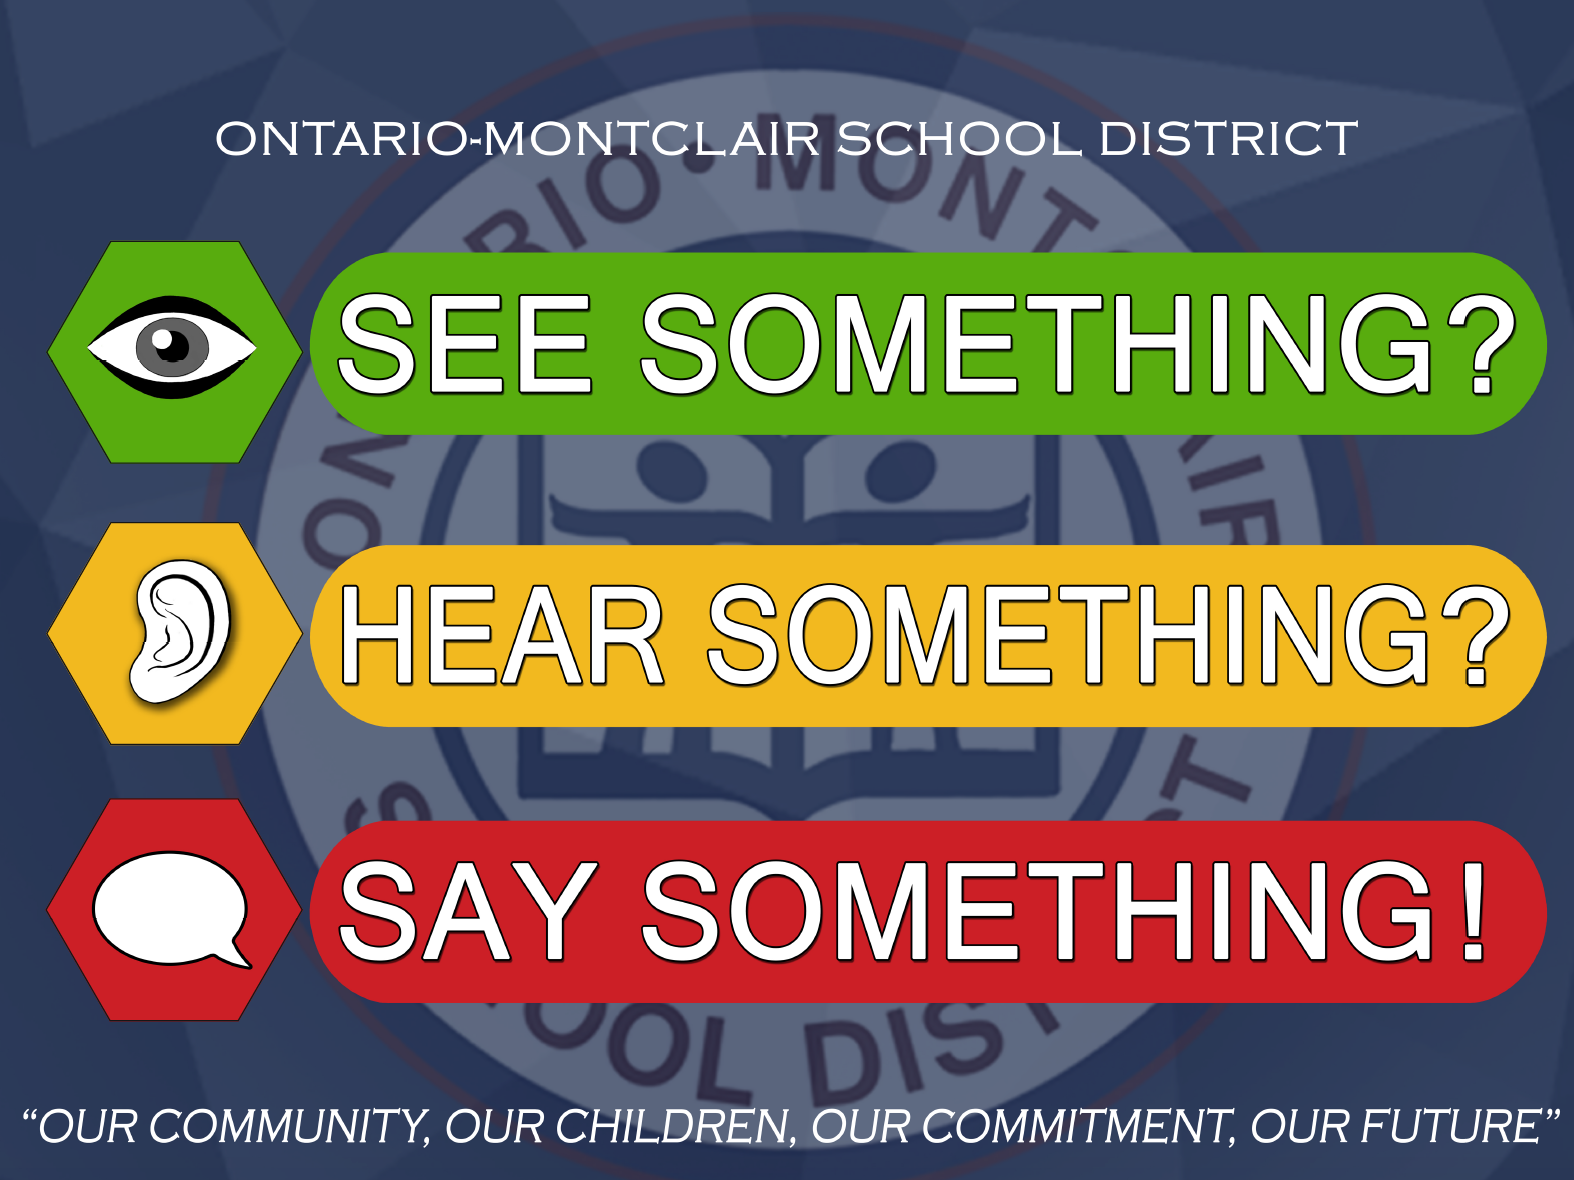 ONTARIO-MONTCLAIR SCHOOL DISTRICT
SEE SOMETHING?
HEAR SOMETHING?
SAY SOMETHING!
“OUR COMMUNITY, OUR CHILDREN, OUR COMMITMENT, OUR FUTURE”